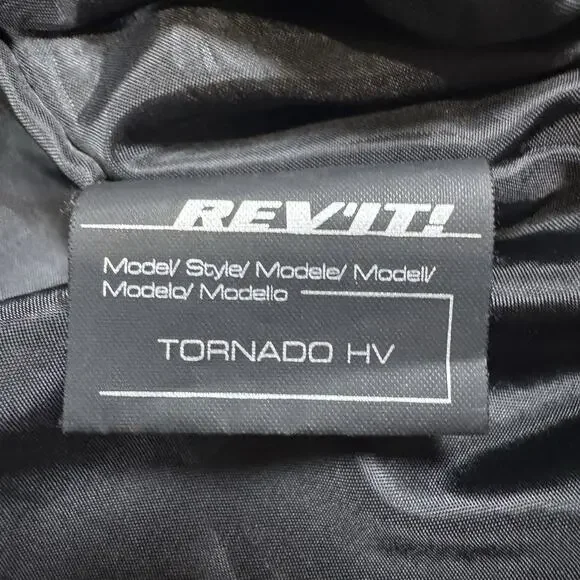 REV'IT!
Model/ Style/ Modele/ Modell/
Modelo/ Modello
TORNADO HV